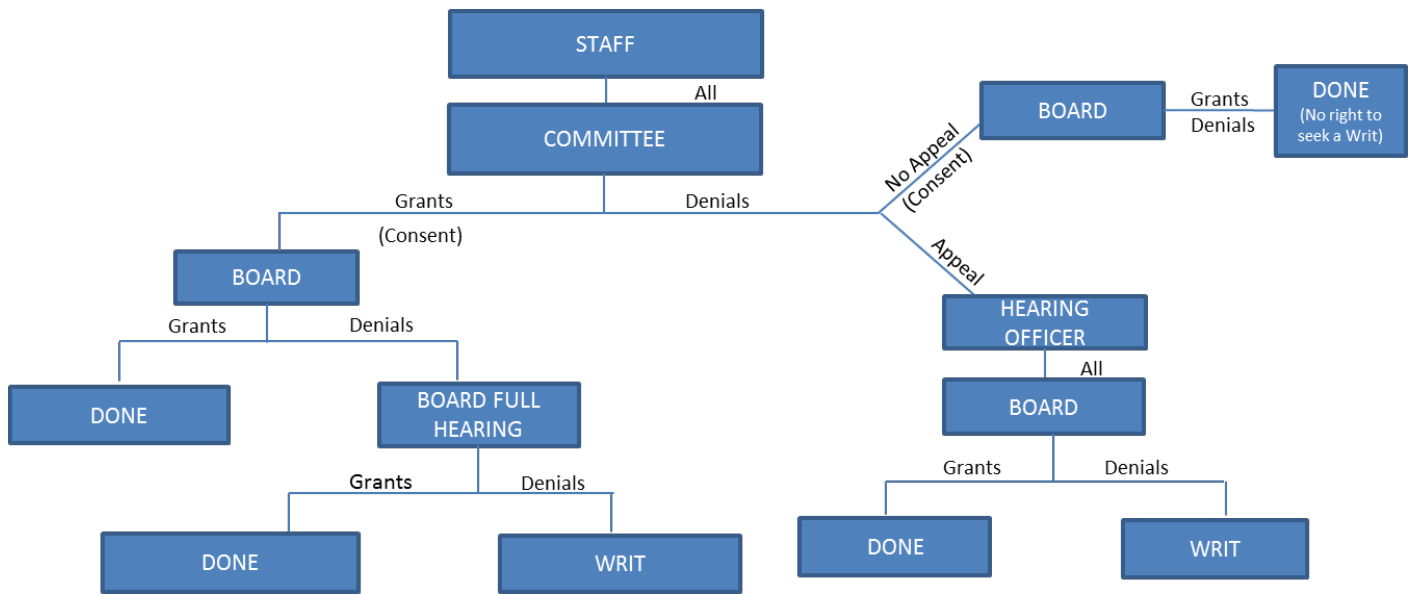 STAFF
All
COMMITTEE
Grants
(Consent)
Denials
No Appeal
(Consent)
Appeal
BOARD
Grants
Denials
DONE
(No right to
seek a Writ)
BOARD
Grants
Denials
DONE
BOARD FULL
HEARING
Grants
Denials
DONE
WRIT
HEARING
OFFICER
All
BOARD
Grants
Denials
DONE
WRIT